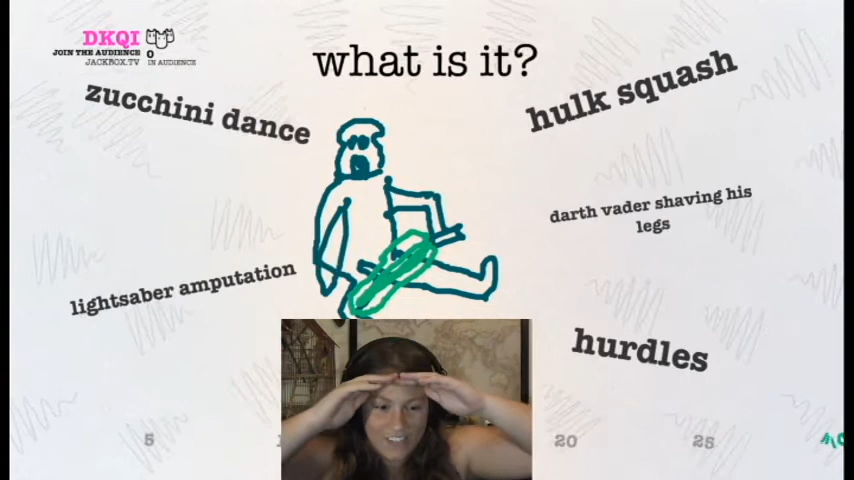 DKQI
JOIN THE AUDIENCE
JACKBOX.TV
0
IN AUDIENCE
what is it?
zucchini dance
hulk squash
darth vader shaving his
legs
lightsaber amputation
hurdles
5
20
25